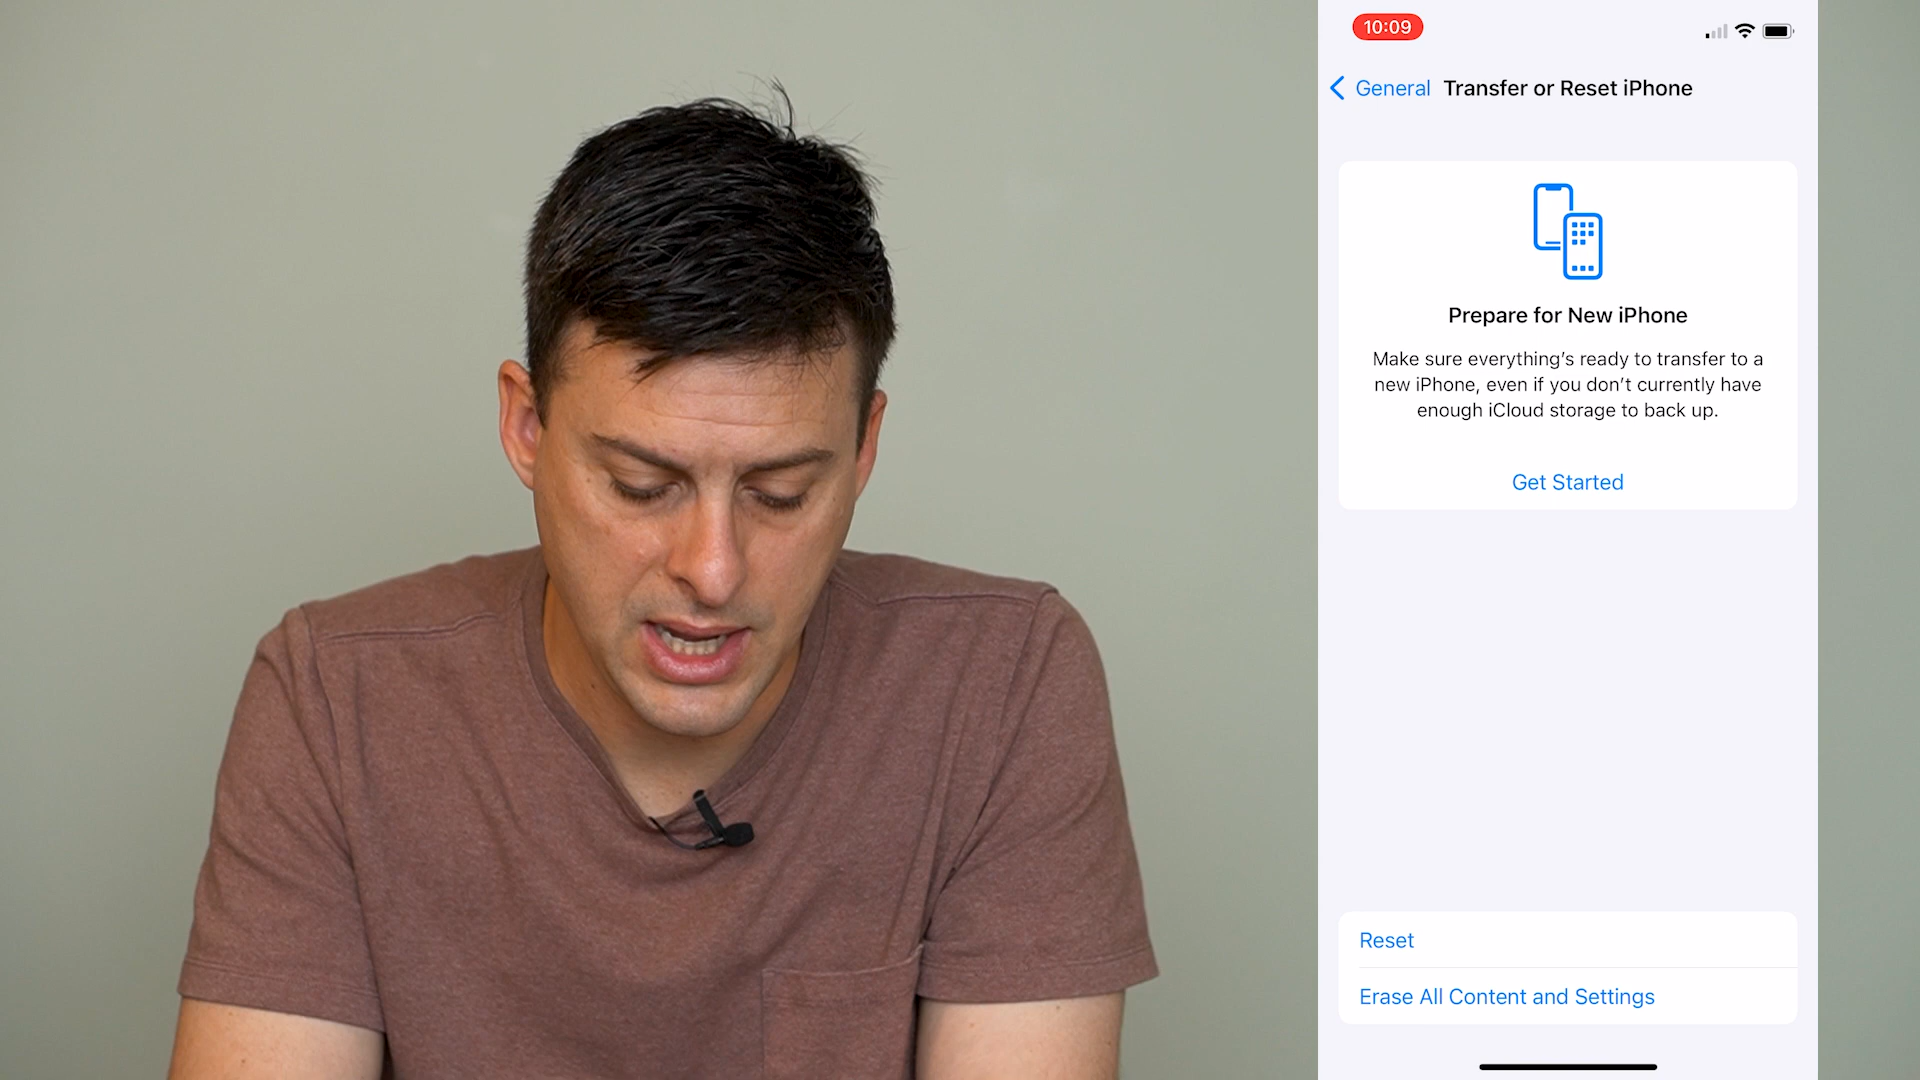 10:09
General Transfer or Reset iPhone
Prepare for New iPhone
Make sure everything's ready to transfer to a
new iPhone, even if you don't currently have
enough iCloud storage to back up.
Get Started
Reset
Erase All Content and Settings